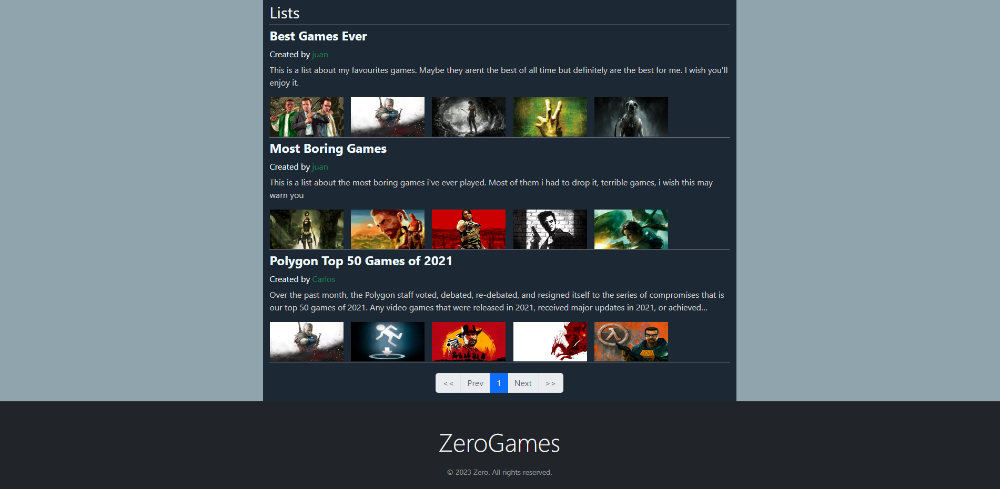 Lists
Best Games Ever
Created by juan
This is a list about my favourites games. Maybe they arent the best of all time but definitely are the best for me. I wish you'll
enjoy it.
Most Boring Games
Created by juan
This is a list about the most boring games i've ever played. Most of them i had to drop it, terrible games, i wish this may
warn you
Polygon Top 50 Games of 2021
Created by Carlos
Over the past month, the Polygon staff voted, debated, re-debated, and resigned itself to the series of compromises that is
our top 50 games of 2021. Any video games that were released in 2021, received major updates in 2021, or achieved...
<< Prev 1 Next >>
ZeroGames
© 2023 Zero. All rights reserved.